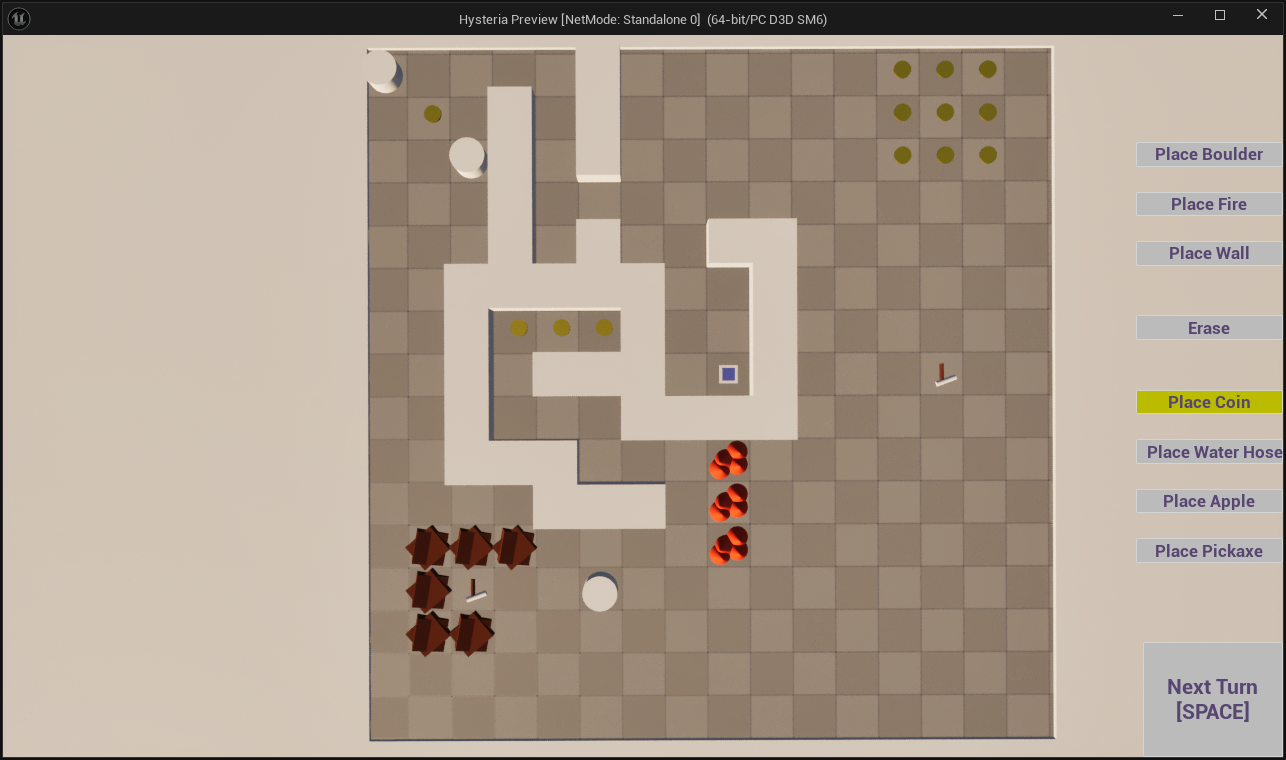 Hysteria Preview [NetMode: Standalone 0]  (64-bit/PC D3D SM6)
Place Boulder
Place Fire
Place Wall
Erase
Place Coin
Place Water Hose
Place Apple
Place Pickaxe
Next Turn
[SPACE]